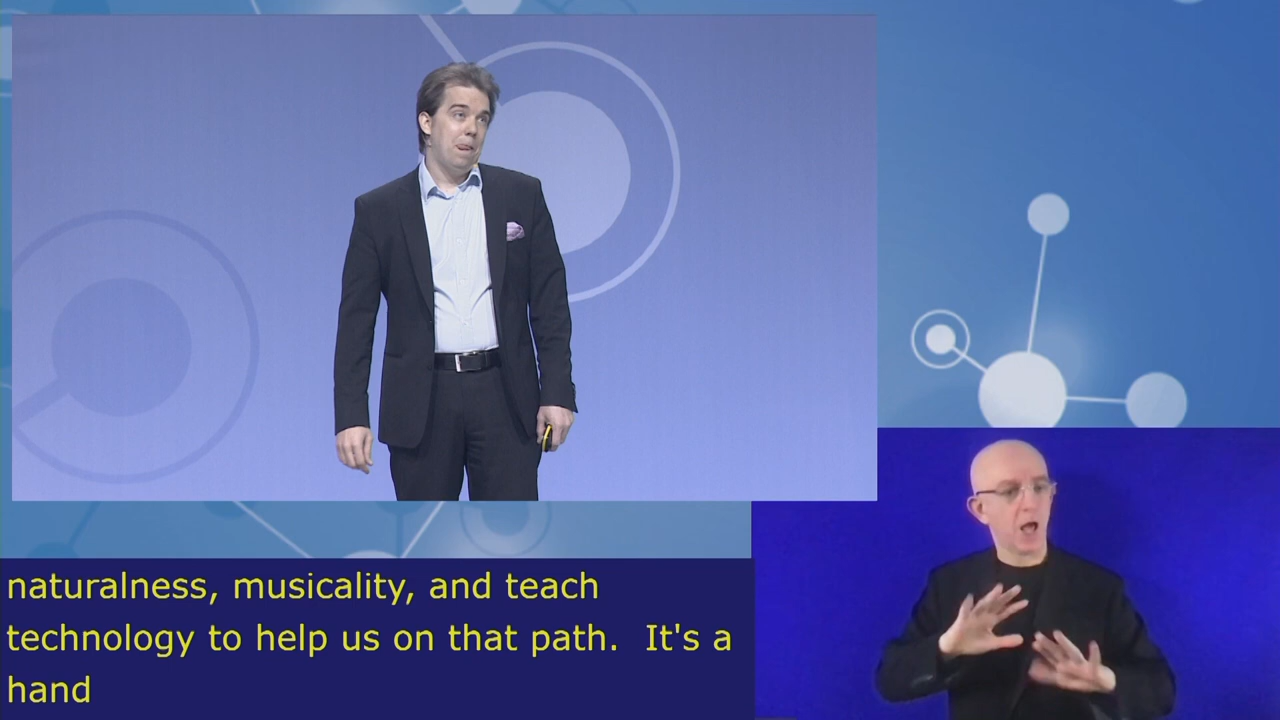 naturalness, musicality, and teach
technology to help us on that path.  It's a
hand